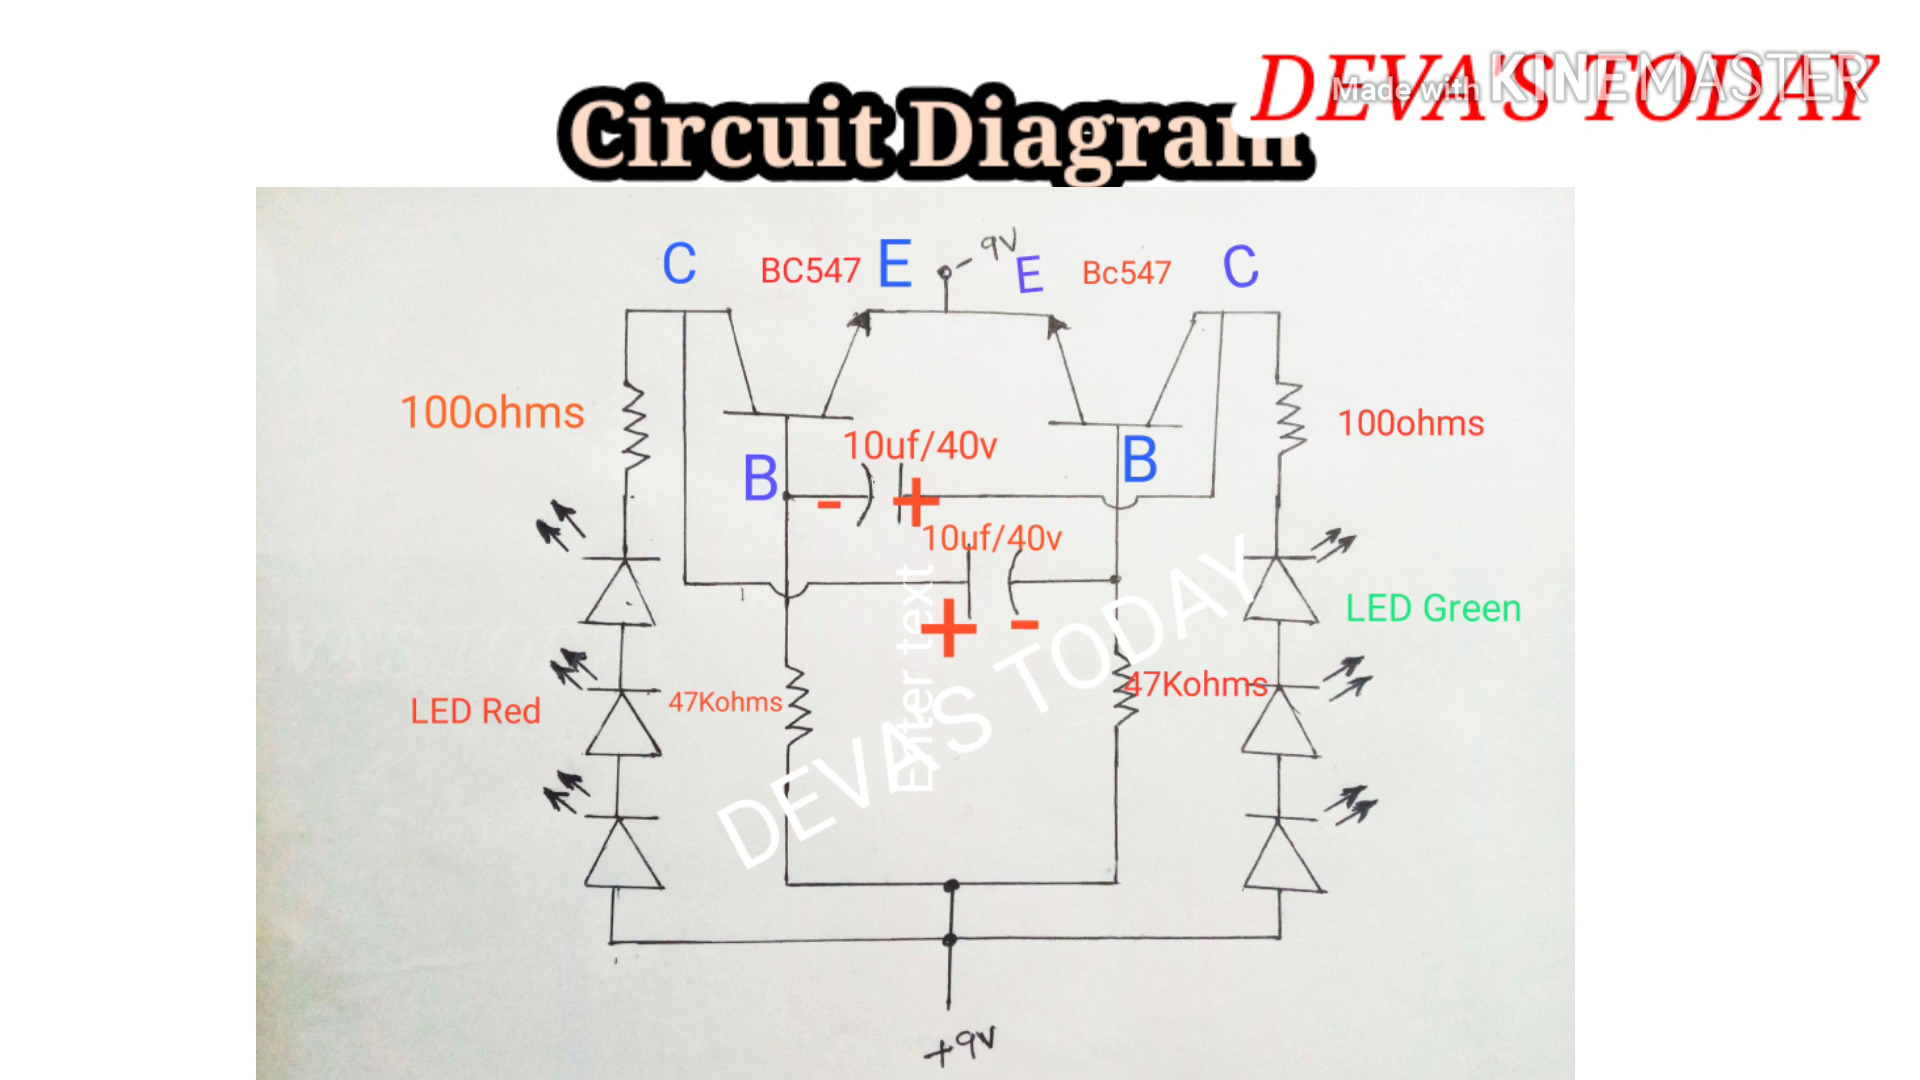 DEVA'S TODAY
Made with KINEMASTER
Circuit Diagram
- 9V
C
BC547
E
E
Bc547
C
100ohms
100ohms
10uf/40v
B
B
-
+
10uf/40v
Enter text
+
-
LED Green
DEVA'S TODAY
LED Red
47Kohms
47Kohms
+9V